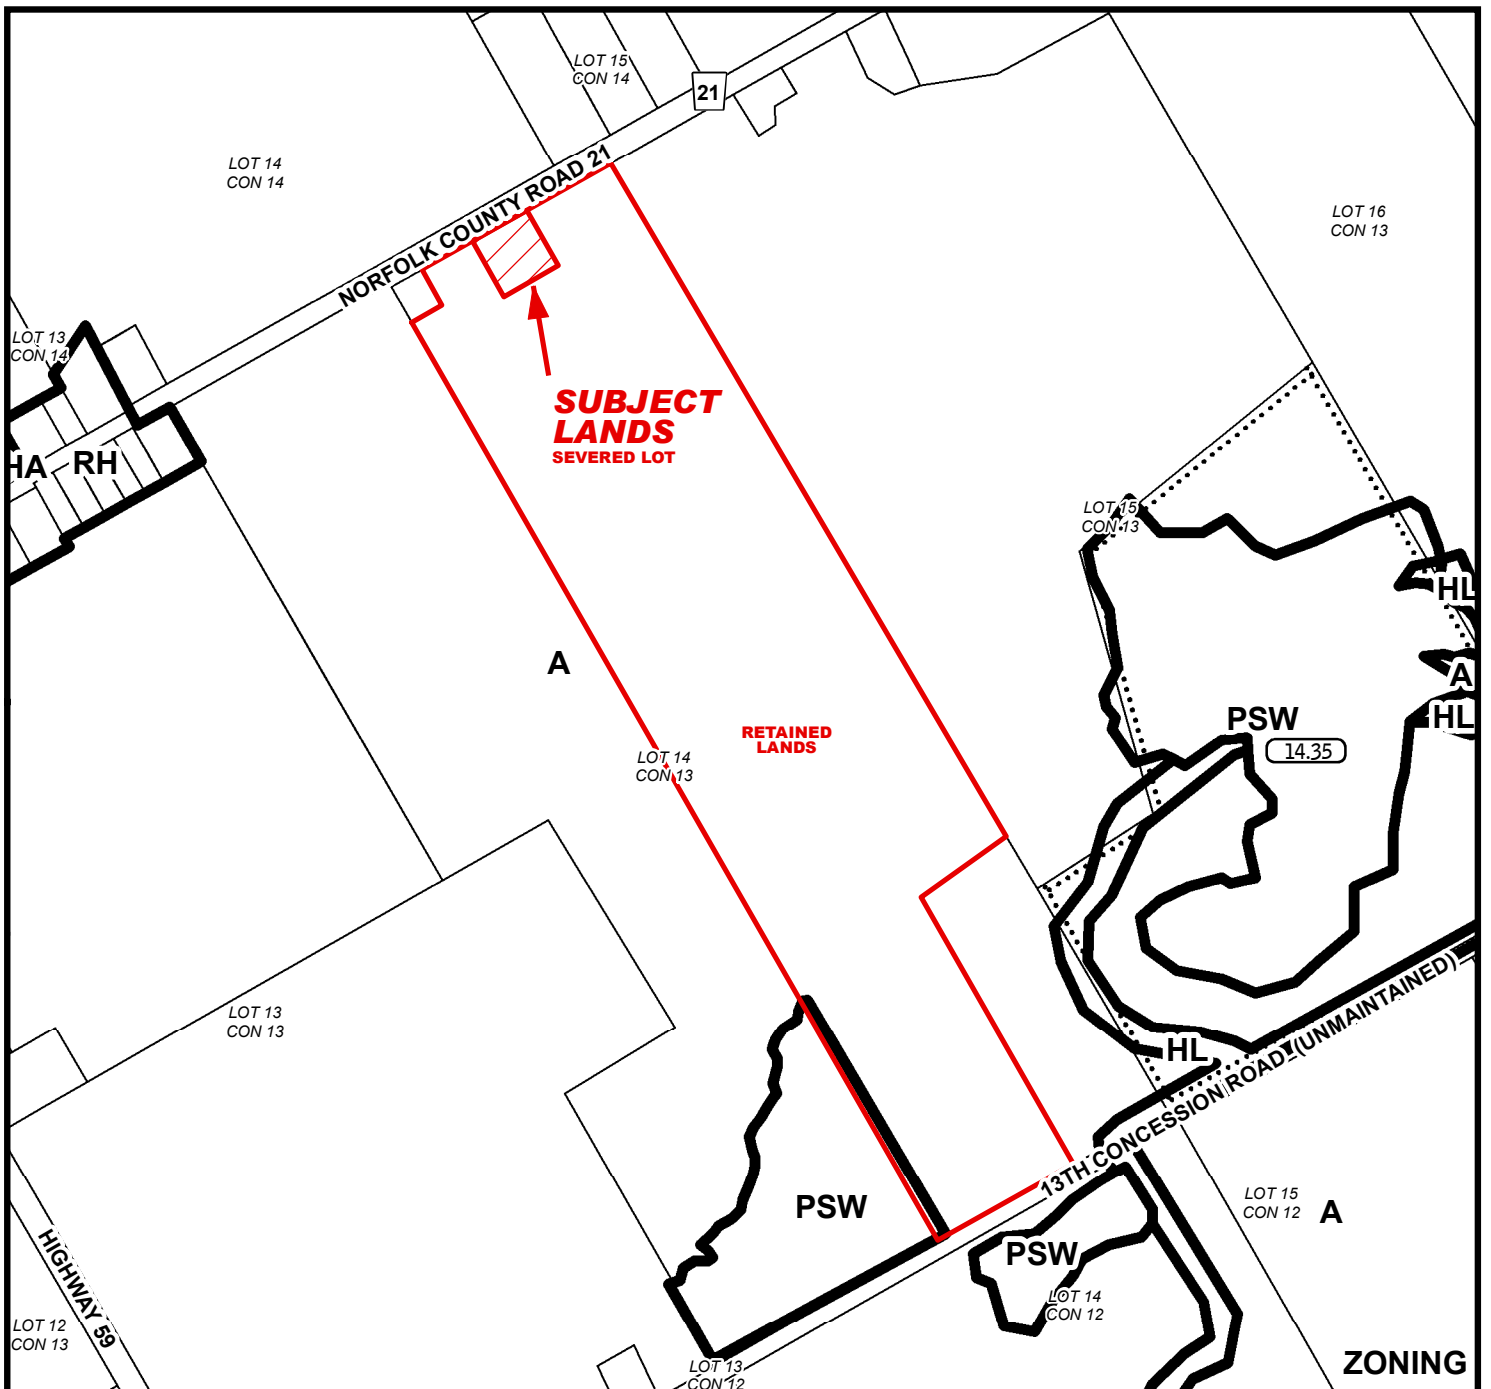 LOT 15
CON 14
21
LOT 14
CON 14
NORFOLK COUNTY ROAD 21
LOT 16
CON 13
LOT 13
CON 14
SUBJECT
LANDS
SEVERED LOT
HA
RH
LOT 15
CON 13
HL
A
A
PSW
HL
14.35
RETAINED
LANDS
LOT 14
CON 13
LOT 13
CON 13
HL
13TH CONCESSION ROAD (UNMAINTAINED)
PSW
LOT 15
CON 12
A
PSW
HIGHWAY 59
LOT 14
CON 12
LOT 12
CON 13
LOT 13
CON 12
ZONING